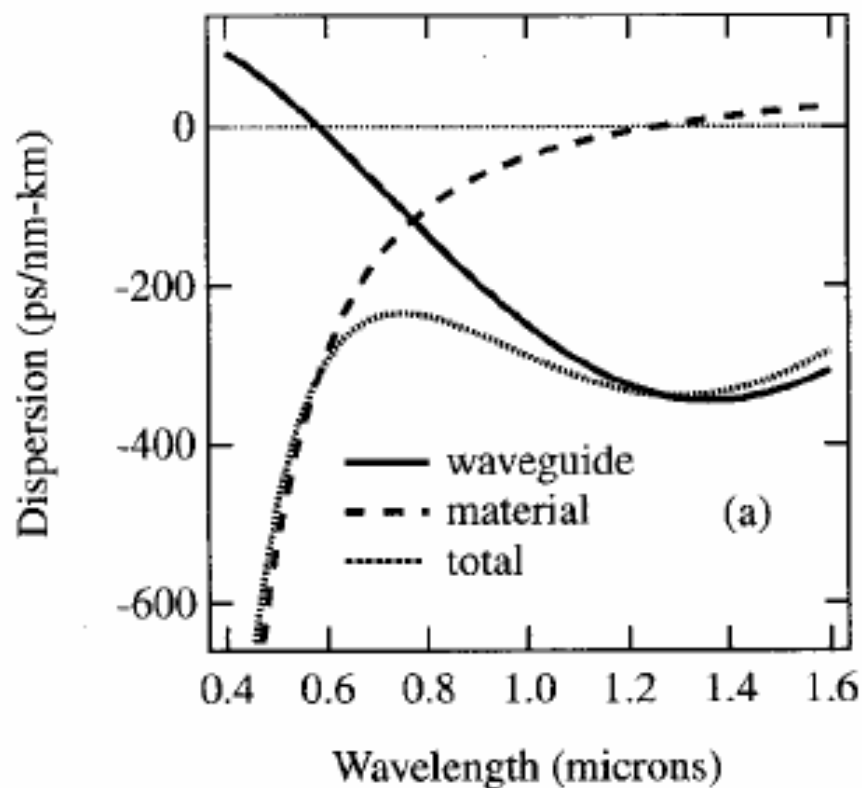 Dispersion (ps/nm-km)
0
-200
-400
-600
waveguide
material
total
(a)
0.4 0.6 0.8 1.0 1.2 1.4 1.6
Wavelength (microns)